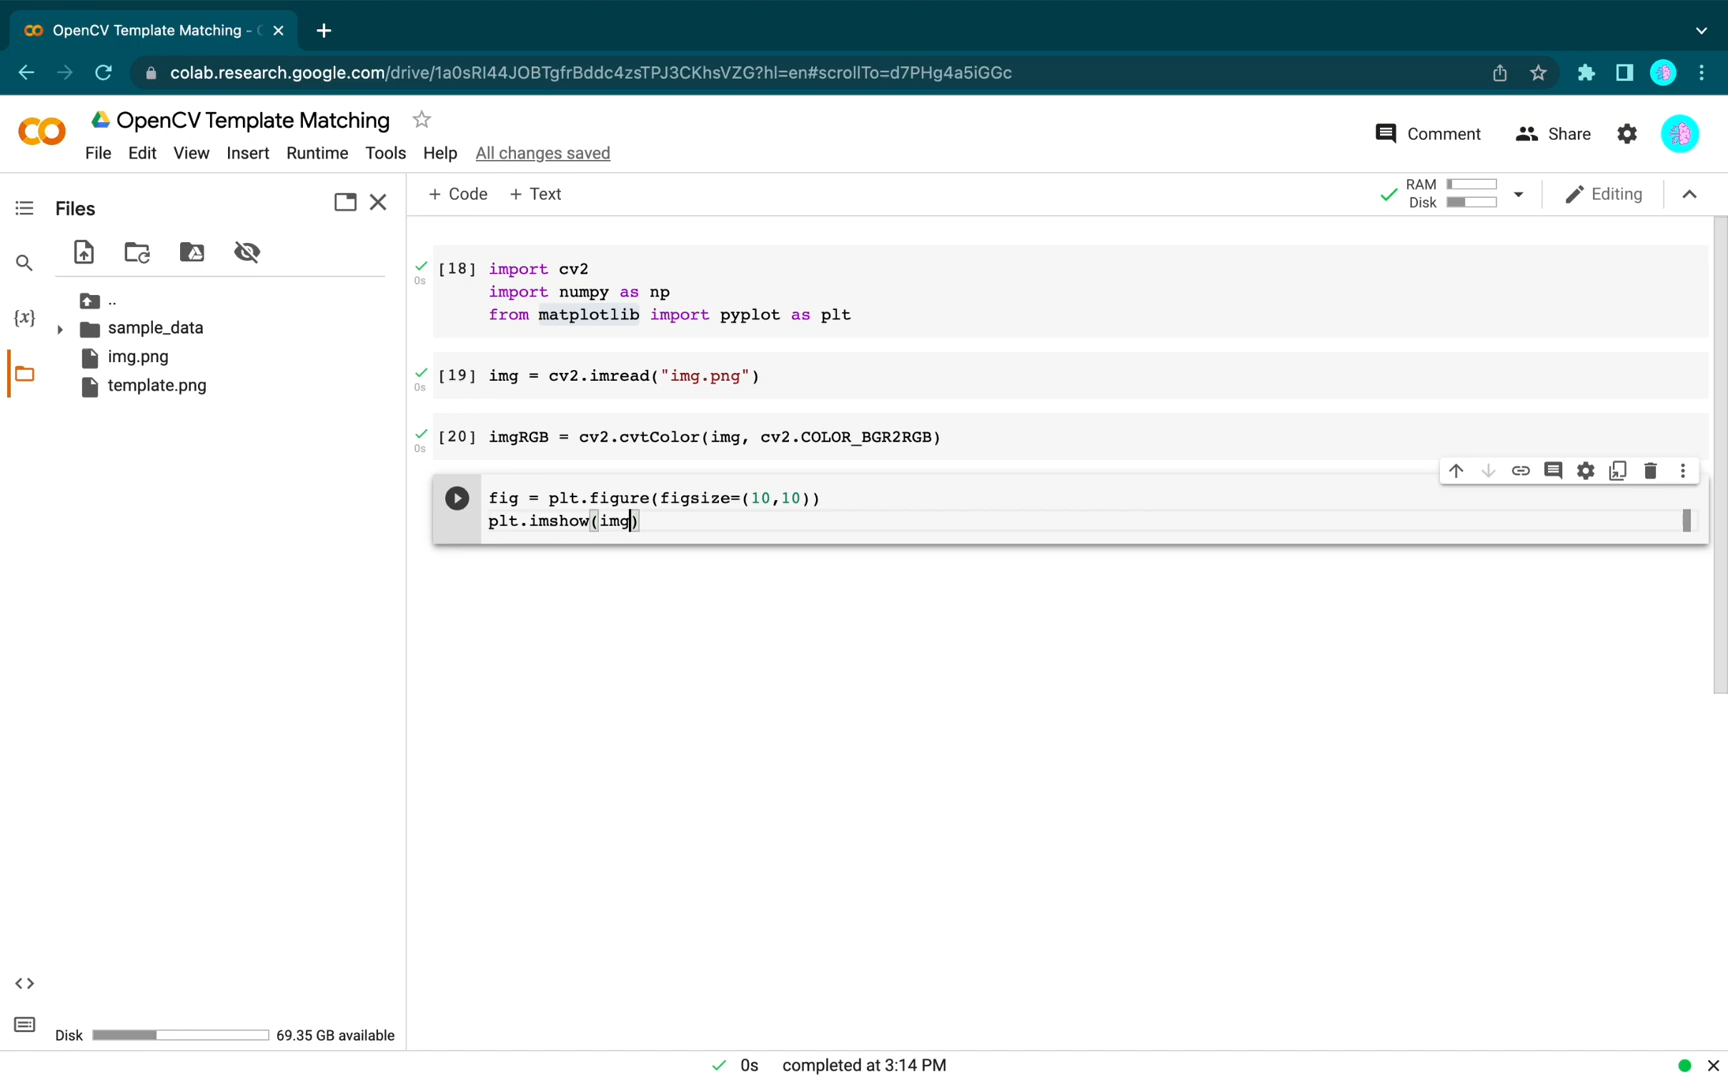 OpenCV Template Matching - C
colab.research.google.com/drive/1a0sRI44JOBTgfrBddc4zsTPJ3CKhsVZG?hl=en#scrollTo=d7PHg4a5iGGc
OpenCV Template Matching
Comment
Share
File Edit View Insert Runtime Tools Help All changes saved
Files
+ Code + Text
RAM
Disk
Editing
..
sample_data
img.png
template.png
{x}
0s
[18] import cv2
import numpy as np
from matplotlib import pyplot as plt
0s
[19] img = cv2.imread("img.png")
0s
[20] imgRGB = cv2.cvtColor(img, cv2.COLOR_BGR2RGB)
fig = plt.figure(figsize=(10,10))
plt.imshow(img)
Disk
69.35 GB available
0s completed at 3:14 PM